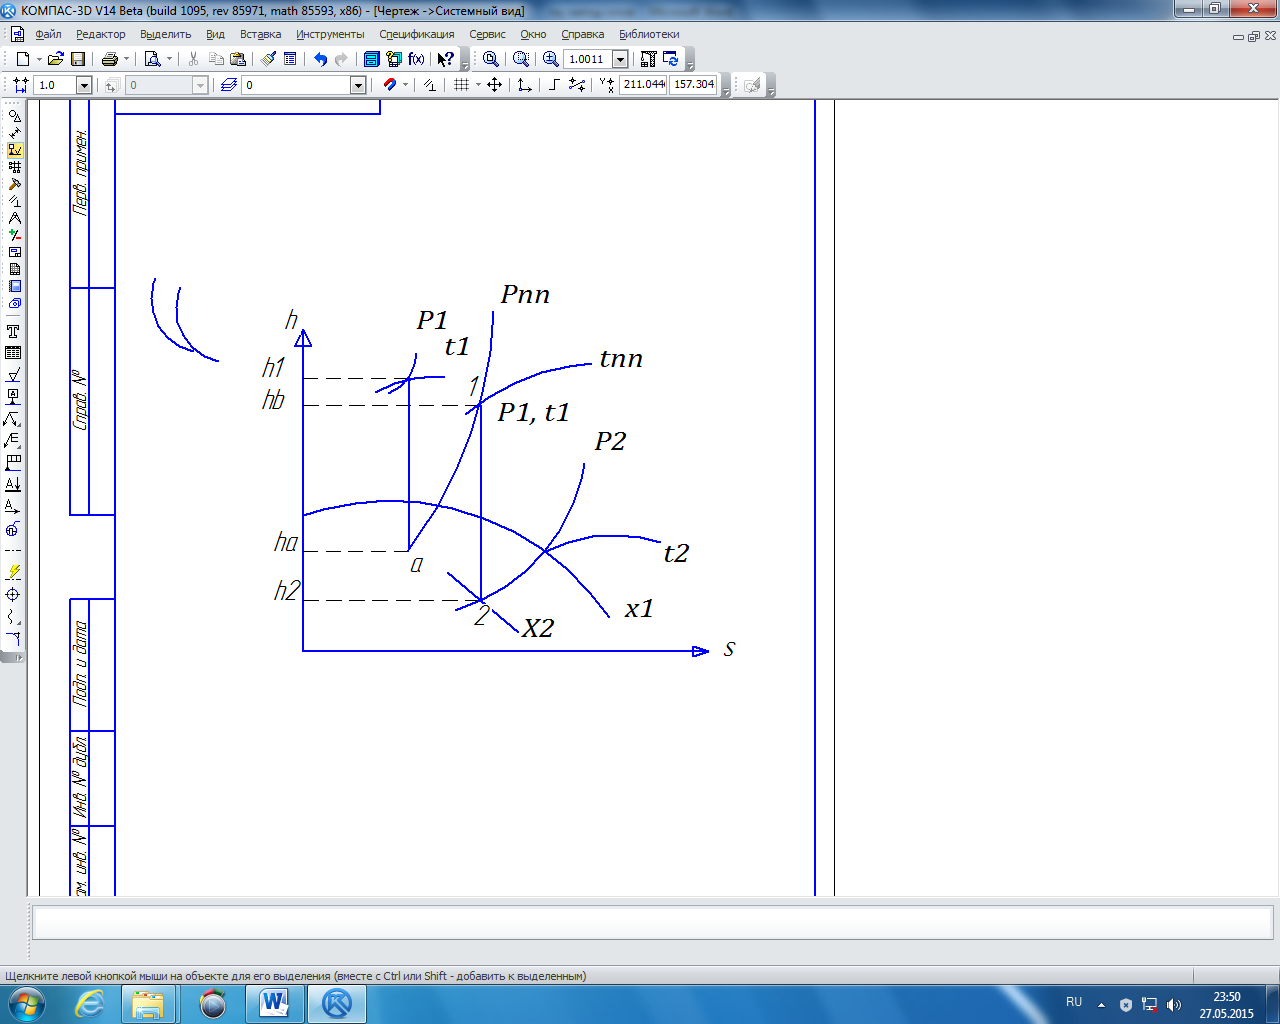 КОМПАС-3D V14 Beta (build 1095, rev 85971, math 85593, x86) - [Чертеж ->Системный вид]
Файл Редактор Выделить Вид Вставка Инструменты Спецификация Сервис Окно Справка Библиотеки
f(x) 1.0011
1.0 0 0 211.044 157.304
Перв. примен.
Справ. №
Подп. и дата
Инв. № дубл.
инв. №
Pпп
h
P1
t1
h1
tпп
1
hb
P1, t1
P2
ha
t2
a
h2
x1
2
X2
s
Щелкните левой кнопкой мыши на объекте для его выделения (вместе с Ctrl или Shift - добавить к выделенным)
RU
23:50
27.05.2015